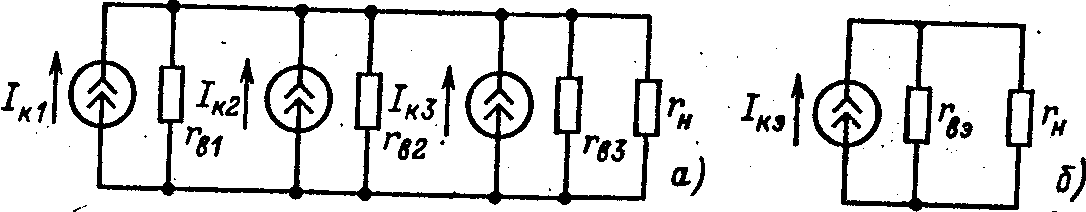 Iк1 rв1 Iк2 rв2 Iк3 rв3 rн а)
Iкэ rвэ rн б)